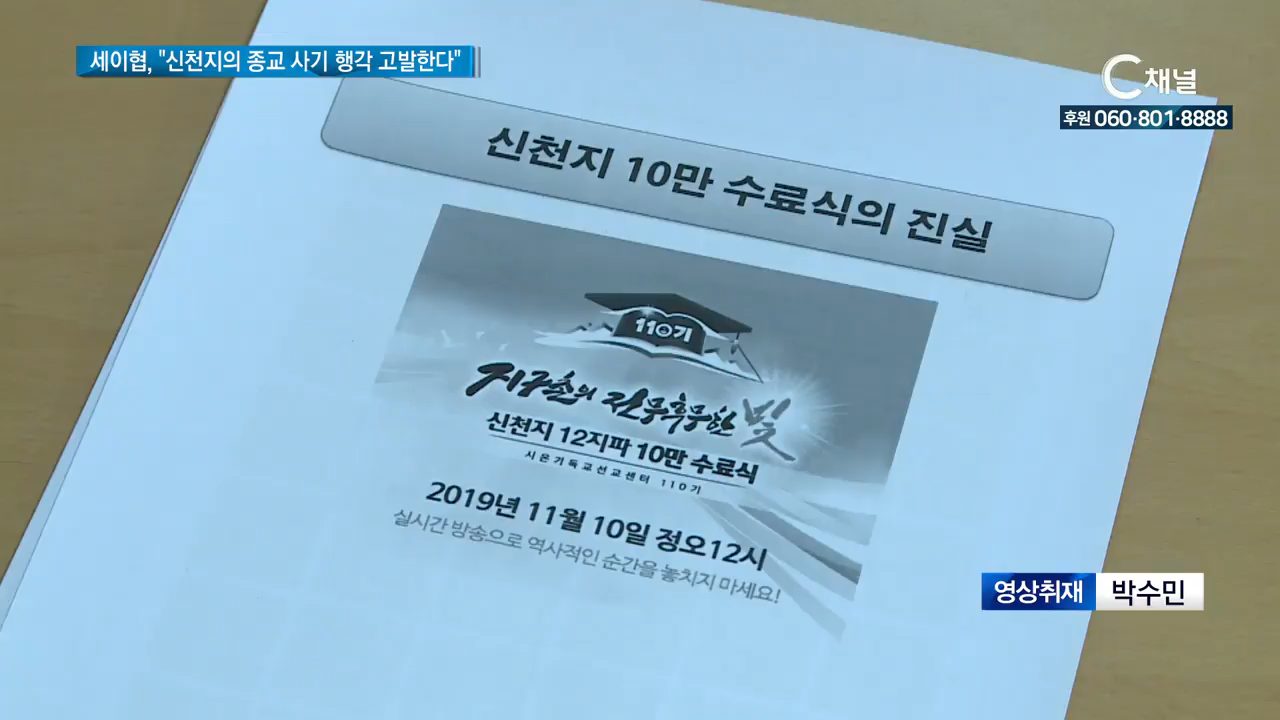 세이협, "신천지의 종교 사기 행각 고발한다"
C채널
후원 060·801·8888
신천지 10만 수료식의 진실
110기
지구촌의 전무후무한 빛
신천지 12지파 10만 수료식
시온기독교선교센터 110기
2019년 11월 10일 정오12시
실시간 방송으로 역사적인 순간을 놓치지 마세요!
영상취재 박수민